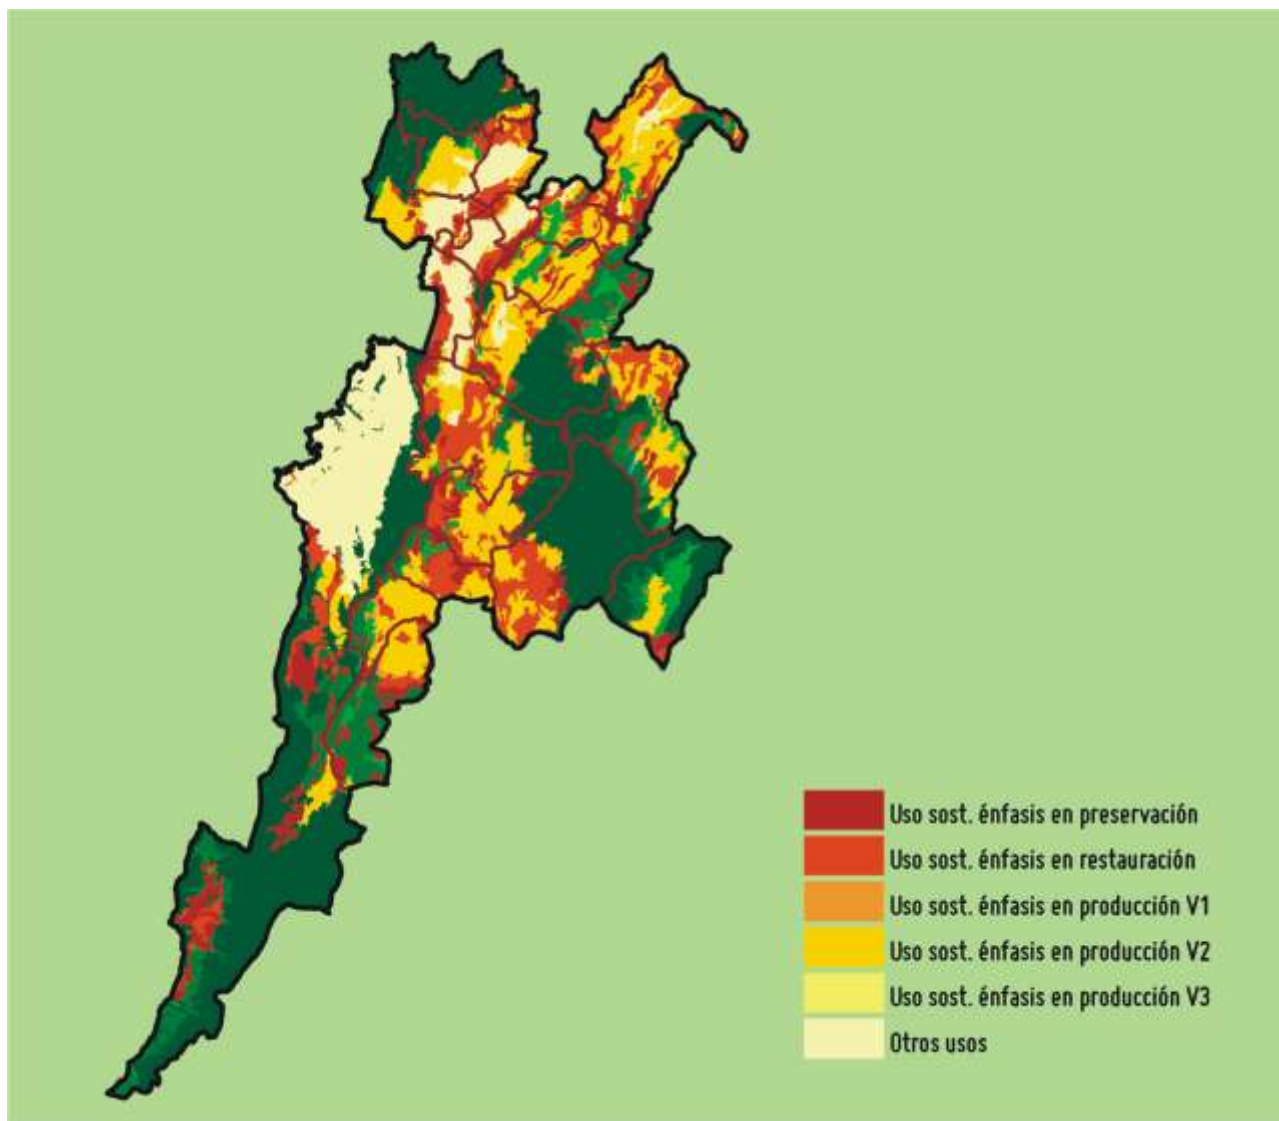 Uso sost. énfasis en preservación
Uso sost. énfasis en restauración
Uso sost. énfasis en producción V1
Uso sost. énfasis en producción V2
Uso sost. énfasis en producción V3
Otros usos